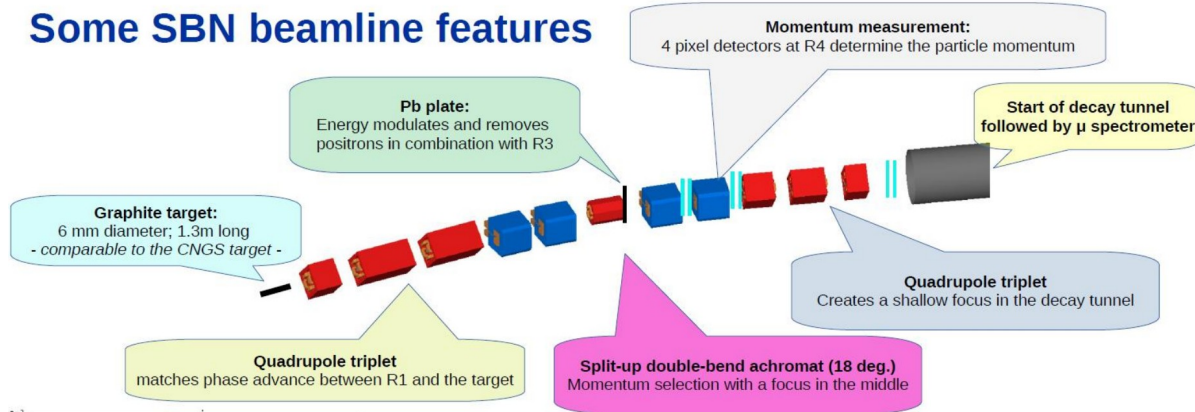 Some SBN beamline features
Momentum measurement:
4 pixel detectors at R4 determine the particle momentum
Pb plate:
Energy modulates and removes
positrons in combination with R3
Start of decay tunnel
followed by μ spectrometer
Graphite target:
6 mm diameter; 1.3m long
- comparable to the CNGS target -
Quadrupole triplet
Creates a shallow focus in the decay tunnel
Quadrupole triplet
matches phase advance between R1 and the target
Split-up double-bend achromat (18 deg.)
Momentum selection with a focus in the middle